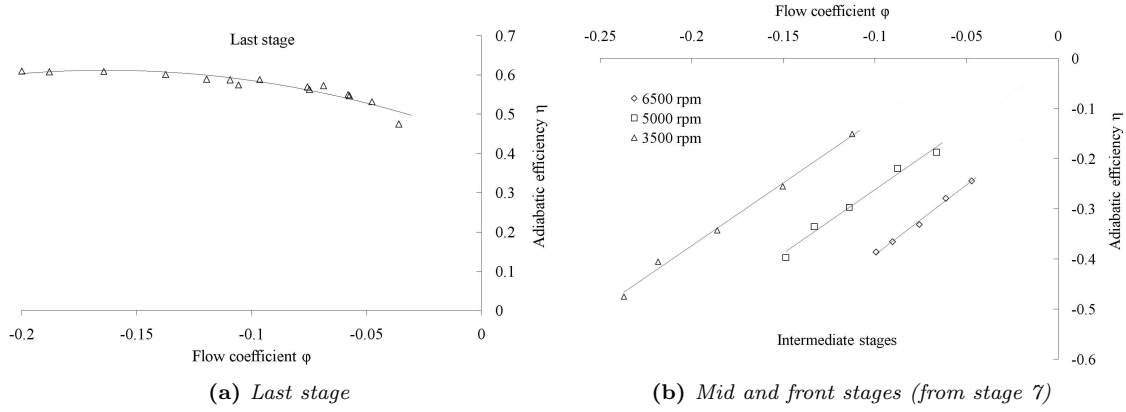 Last stage
0.7
0.6
0.5
0.4
0.3
0.2
0.1
0
Adiabatic efficiency η
-0.2 -0.15 -0.1 -0.05 0
Flow coefficient φ
(a) Last stage
Flow coefficient φ
-0.25 -0.2 -0.15 -0.1 -0.05 0
0
-0.1
-0.2
-0.3
-0.4
-0.5
-0.6
Adiabatic efficiency η
6500 rpm
5000 rpm
3500 rpm
Intermediate stages
(b) Mid and front stages (from stage 7)